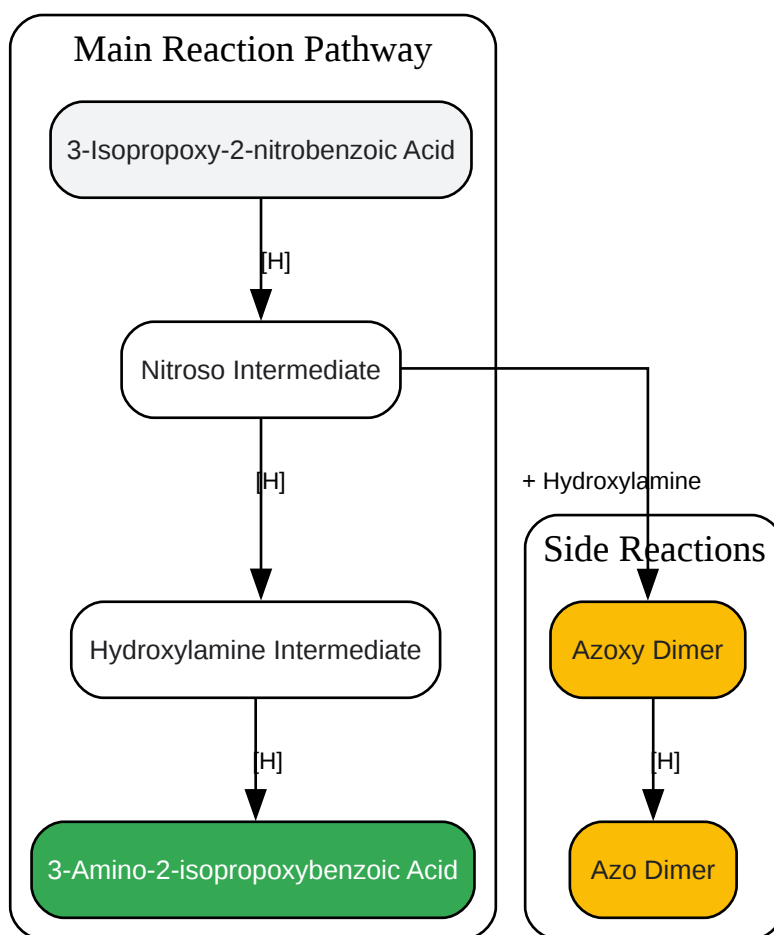 Main Reaction Pathway
3-Isopropoxy-2-nitrobenzoic Acid
[H]
Nitroso Intermediate
[H]
+ Hydroxylamine
Side Reactions
Hydroxylamine Intermediate
Azoxy Dimer
[H]
[H]
3-Amino-2-isopropoxybenzoic Acid
Azo Dimer